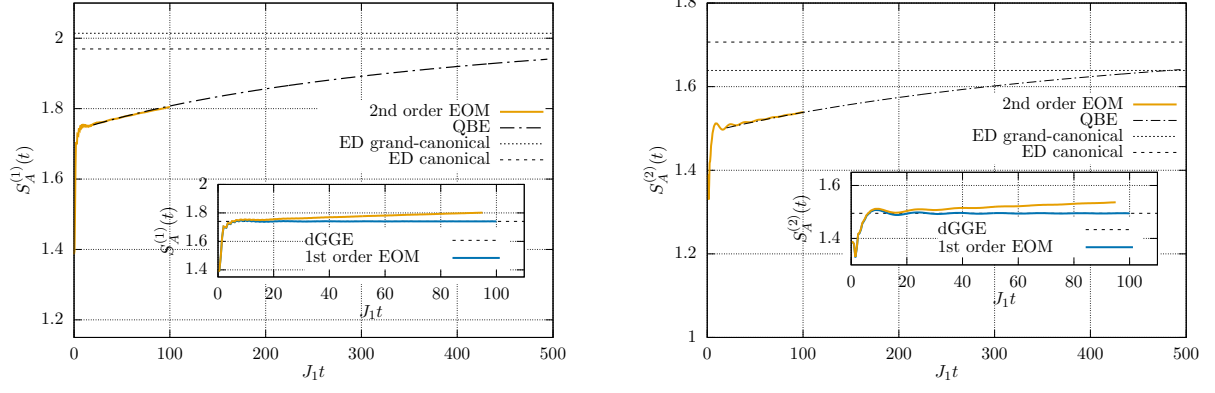 2
1.8
1.6
1.4
1.2
S_A^{(1)}(t)
2nd order EOM
QBE
ED grand-canonical
ED canonical
2
1.8
1.6
1.4
S_A^{(1)}(t)
dGGE
1st order EOM
0 20 40 60 80 100
J_1t
0 100 200 300 400 500
J_1t
1.8
1.6
1.4
1.2
1
S_A^{(2)}(t)
2nd order EOM
QBE
ED grand-canonical
ED canonical
1.6
1.4
S_A^{(2)}(t)
dGGE
1st order EOM
0 20 40 60 80 100
J_1t
0 100 200 300 400 500
J_1t